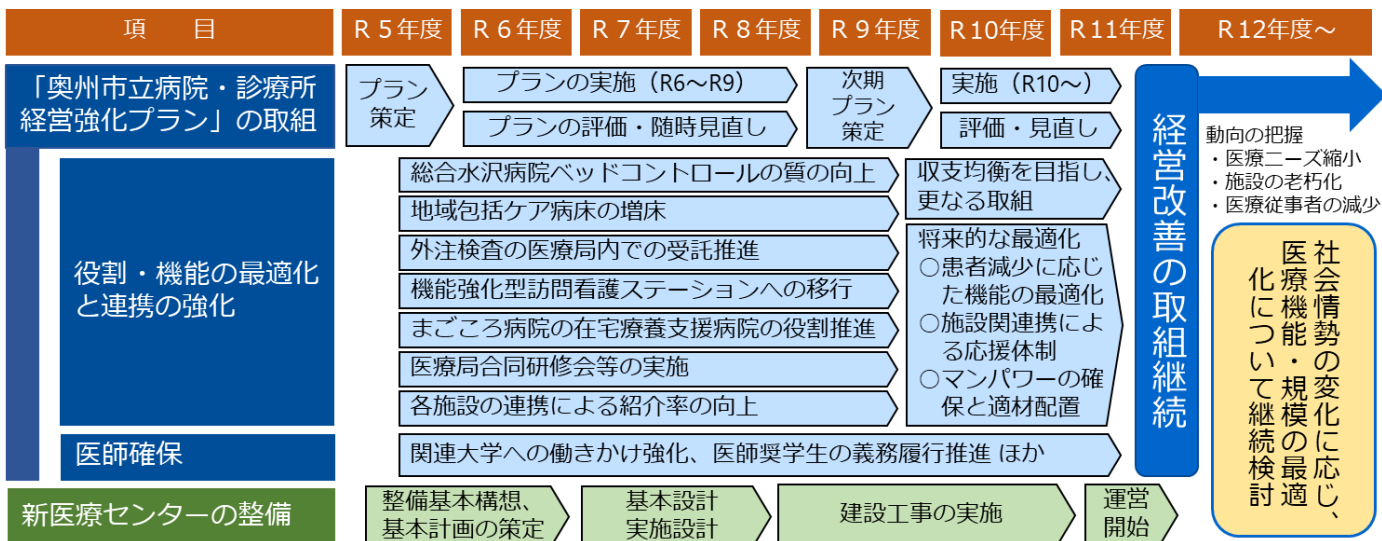 項　目
R５年度
R６年度
R７年度
R８年度
R９年度
R10年度
R11年度
R12年度～
「奥州市立病院・診療所
経営強化プラン」の取組
プラン
策定
プランの実施（R6～R9）
プランの評価・随時見直し
次期
プラン
策定
実施（R10～）
評価・見直し
役割・機能の最適化
と連携の強化
総合水沢病院ベッドコントロールの質の向上
地域包括ケア病床の増床
外注検査の医療局内での受託推進
機能強化型訪問看護ステーションへの移行
まごころ病院の在宅療養支援病院の役割推進
医療局合同研修会等の実施
各施設の連携による紹介率の向上
収支均衡を目指し、
更なる取組
将来的な最適化
○患者減少に応じ
た機能の最適化
○施設関連携によ
る応援体制
○マンパワーの確
保と適材配置
医師確保
関連大学への働きかけ強化、医師奨学生の義務履行推進 ほか
経営改善の取組継続
動向の把握
・医療ニーズ縮小
・施設の老朽化
・医療従事者の減少
社会情勢の変化に応じ、
医療機能・規模の最適
化について継続検討
新医療センターの整備
整備基本構想、
基本計画の策定
基本設計
実施設計
建設工事の実施
運営
開始